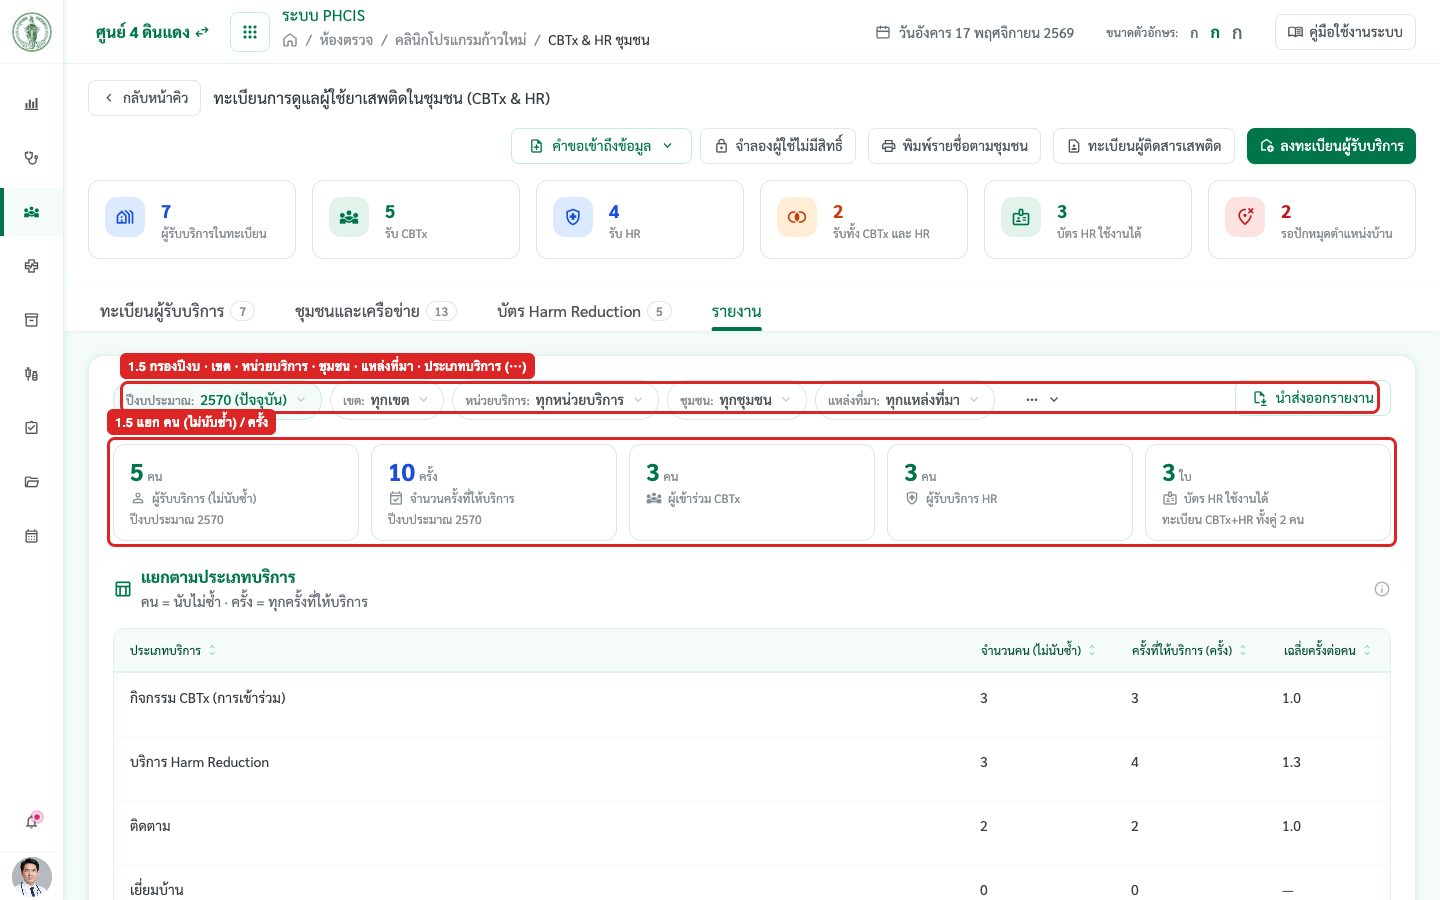 ศูนย์ 4 ดินแดง
ระบบ PHCIS
/ ห้องตรวจ / คลินิกโปรแกรมก้าวใหม่ / CBTx & HR ชุมชน
วันอังคาร 17 พฤศจิกายน 2569
ขนาดตัวอักษร: ก ก ก
คู่มือใช้งานระบบ
กลับหน้าคิว
ทะเบียนการดูแลผู้ใช้ยาเสพติดในชุมชน (CBTx & HR)
คำขอเข้าถึงข้อมูล
จำลองผู้ใช้ไม่มีสิทธิ์
พิมพ์รายชื่อตามชุมชน
ทะเบียนผู้ติดสารเสพติด
ลงทะเบียนผู้รับบริการ
7
ผู้รับบริการในทะเบียน
5
รับ CBTx
4
รับ HR
2
รับทั้ง CBTx และ HR
3
บัตร HR ใช้งานได้
2
รอปักหมุดตำแหน่งบ้าน
ทะเบียนผู้รับบริการ 7
ชุมชนและเครือข่าย 13
บัตร Harm Reduction 5
รายงาน
1.5 กรองปีงบ · เขต · หน่วยบริการ · ชุมชน · แหล่งที่มา · ประเภทบริการ (⋯)
ปีงบประมาณ: 2570 (ปัจจุบัน)
เขต: ทุกเขต
หน่วยบริการ: ทุกหน่วยบริการ
ชุมชน: ทุกชุมชน
แหล่งที่มา: ทุกแหล่งที่มา
⋯
นำส่งออกรายงาน
1.5 แยก คน (ไม่นับซ้ำ) / ครั้ง
5 คน
ผู้รับบริการ (ไม่นับซ้ำ)
ปีงบประมาณ 2570
10 ครั้ง
จำนวนครั้งที่ให้บริการ
ปีงบประมาณ 2570
3 คน
ผู้เข้าร่วม CBTx
3 คน
ผู้รับบริการ HR
3 ใบ
บัตร HR ใช้งานได้
ทะเบียน CBTx+HR ทั้งคู่ 2 คน
แยกตามประเภทบริการ
คน = นับไม่ซ้ำ · ครั้ง = ทุกครั้งที่ให้บริการ
ประเภทบริการ จำนวนคน (ไม่นับซ้ำ) ครั้งที่ให้บริการ (ครั้ง) เฉลี่ยครั้งต่อคน
กิจกรรม CBTx (การเข้าร่วม) 3 3 1.0
บริการ Harm Reduction 3 4 1.3
ติดตาม 2 2 1.0
เยี่ยมบ้าน 0 0 —